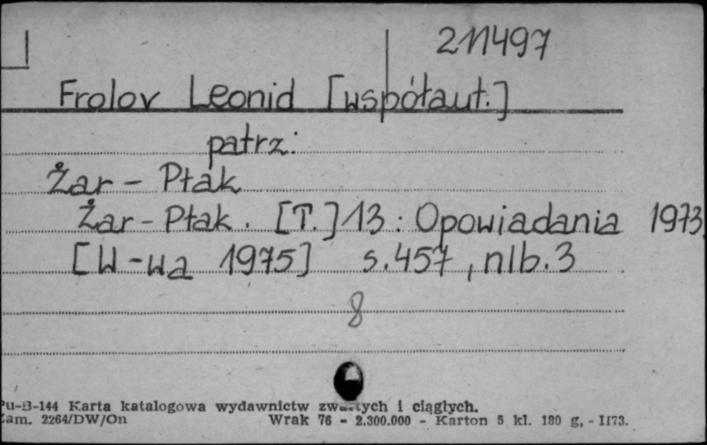 211497
Frolov Leonid [współaut.]
patrz:
Żar - Ptak
Żar - Ptak. [T.] 13: Opowiadania 1973
[W-wa 1975] s. 457, nlb. 3
8
Pu-B-144 Karta katalogowa wydawnictw zwartych i ciągłych.
Zam. 2264/DW/On Wrak 76 - 2.300.000 - Karton 5 kl. 180 g, - II73.